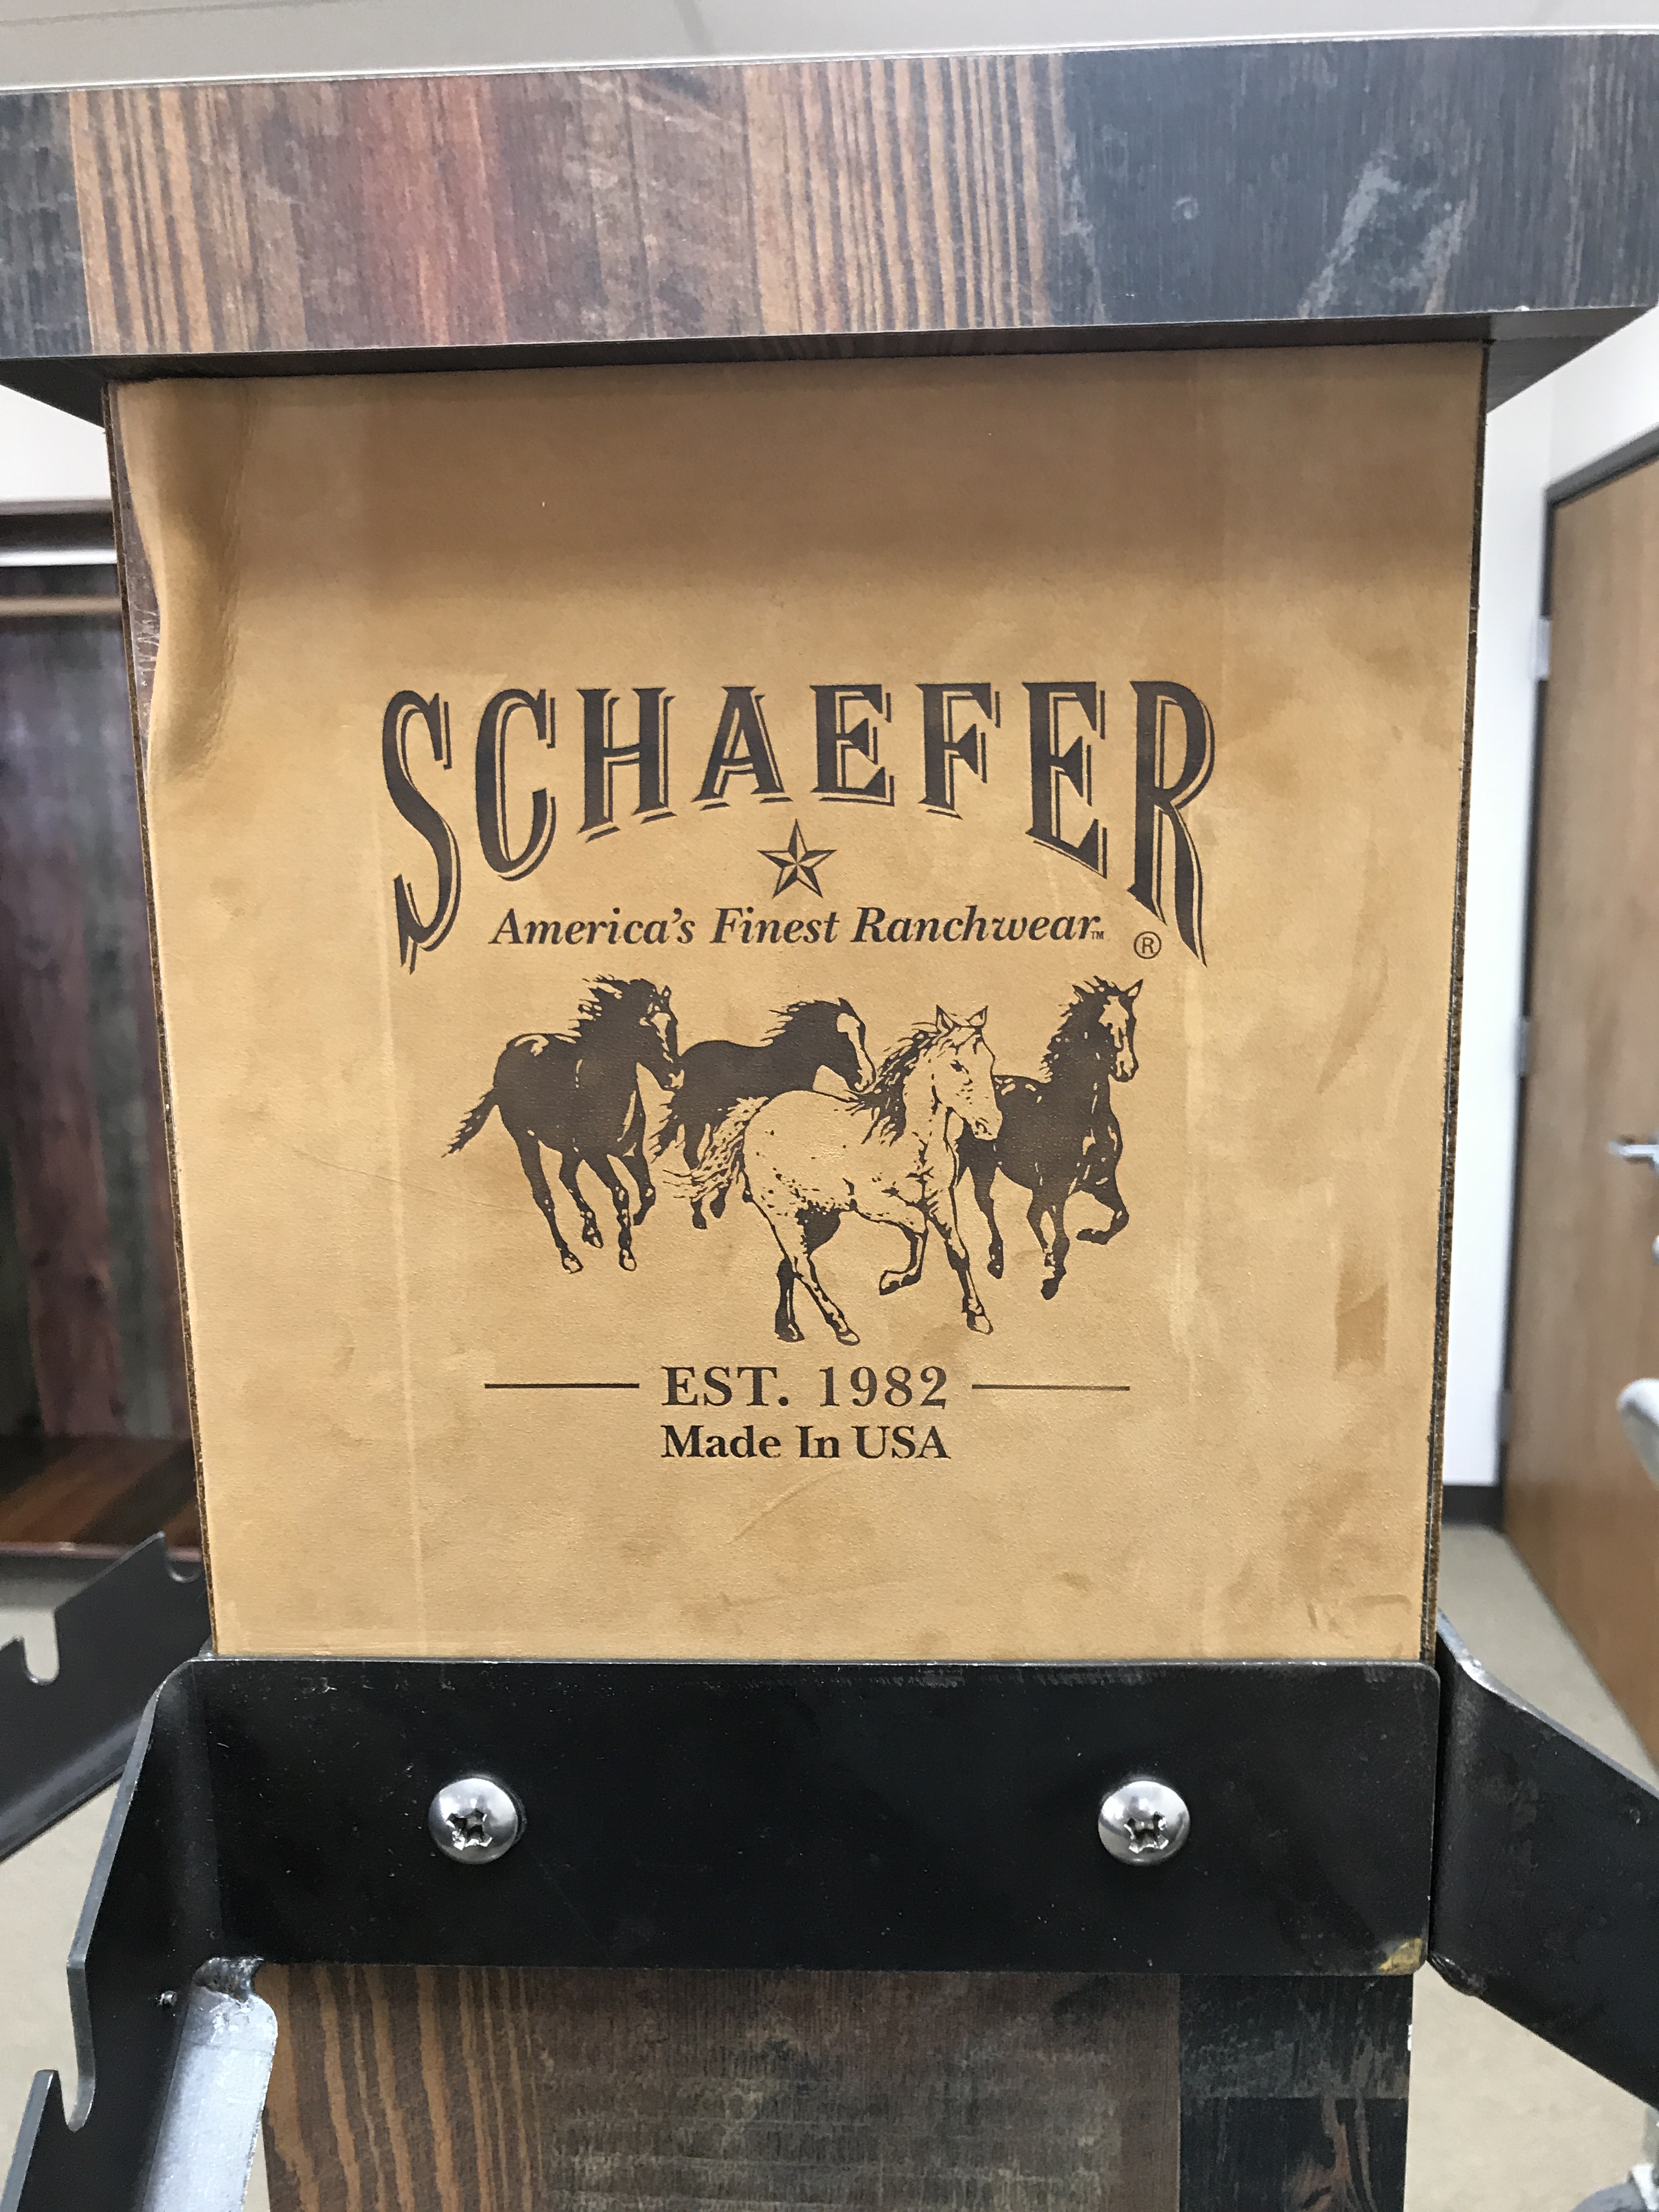 SCHAEFER
America's Finest Ranchwear™ ®
EST. 1982
Made In USA